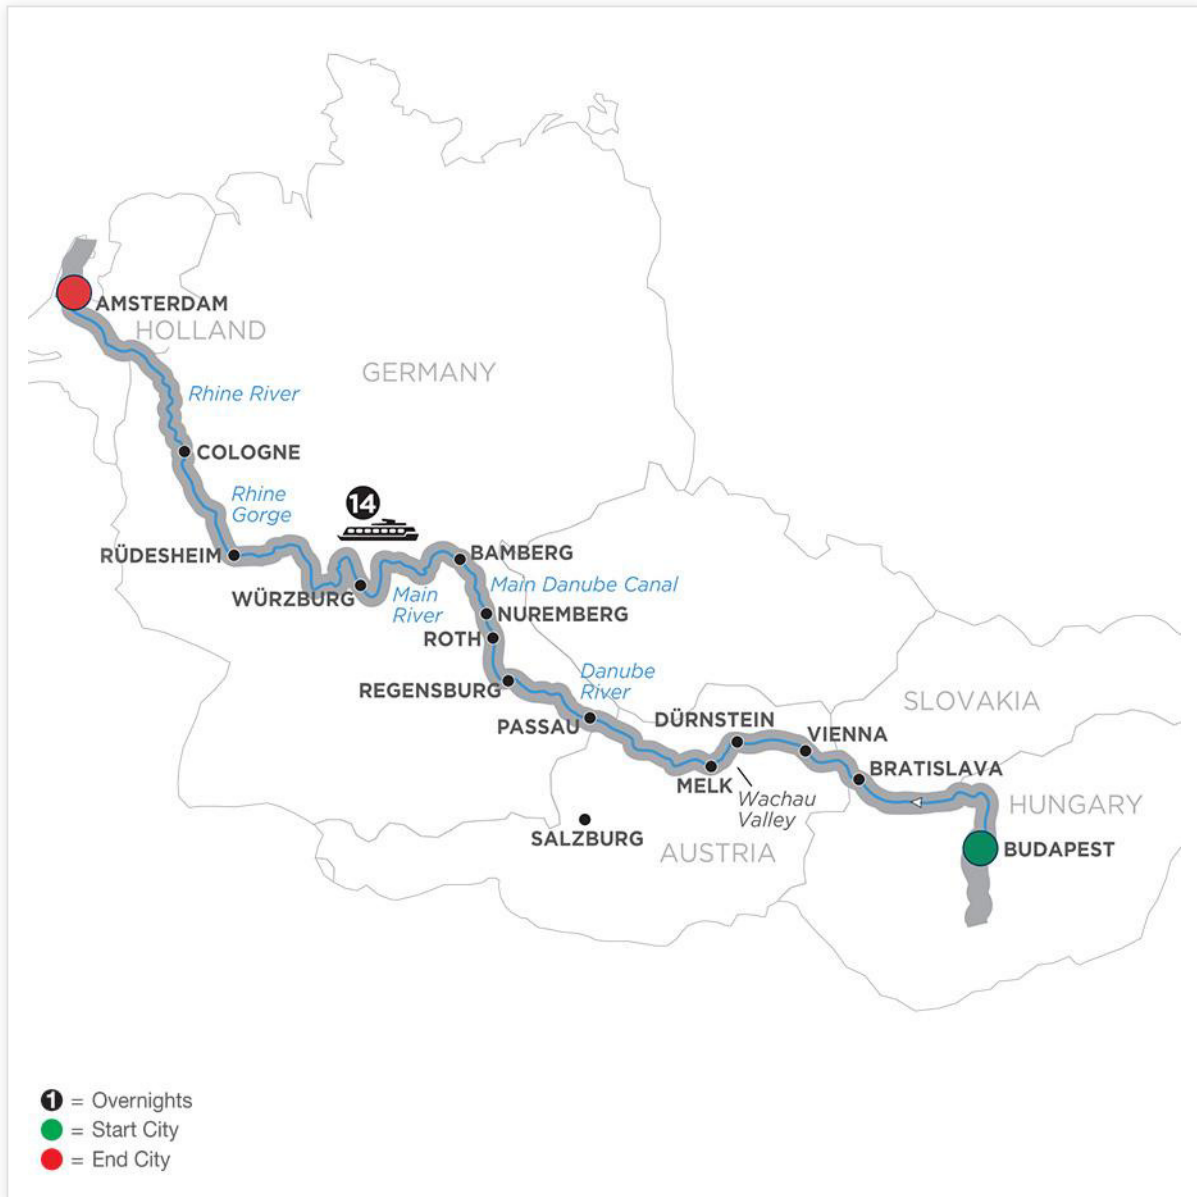 AMSTERDAM
HOLLAND
GERMANY
Rhine River
COLOGNE
Rhine
Gorge
14
RÜDESHEIM
BAMBERG
WÜRZBURG
Main
River
Main Danube Canal
NUREMBERG
ROTH
REGENSBURG
Danube
River
PASSAU
DÜRNSTEIN
VIENNA
SLOVAKIA
BRATISLAVA
MELK
Wachau
Valley
HUNGARY
SALZBURG
AUSTRIA
BUDAPEST
1 = Overnights
= Start City
= End City